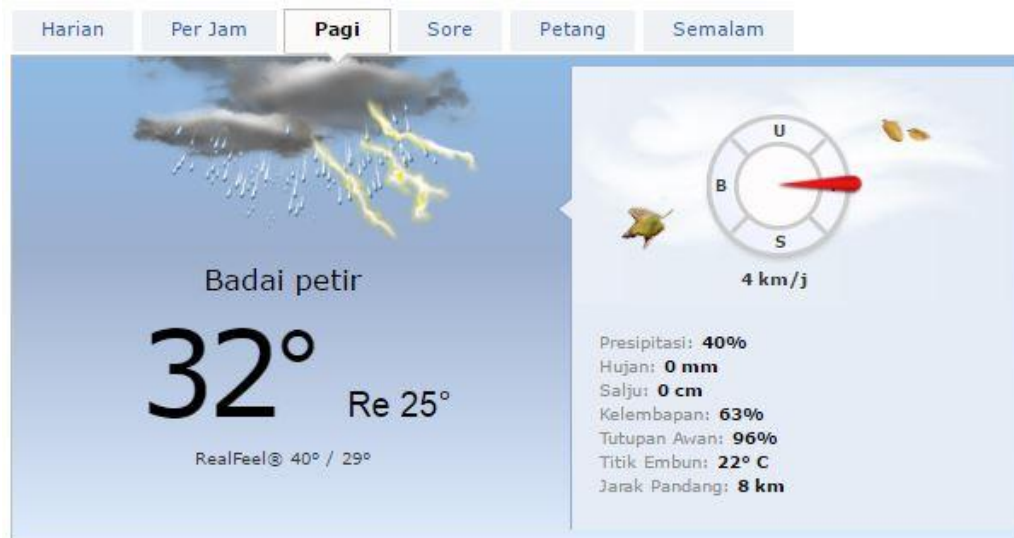 Harian
Per Jam
Pagi
Sore
Petang
Semalam
Badai petir
32°
Re 25°
RealFeel® 40° / 29°
U
B
S
4 km/j
Presipitasi: 40%
Hujan: 0 mm
Salju: 0 cm
Kelembapan: 63%
Tutupan Awan: 96%
Titik Embun: 22° C
Jarak Pandang: 8 km